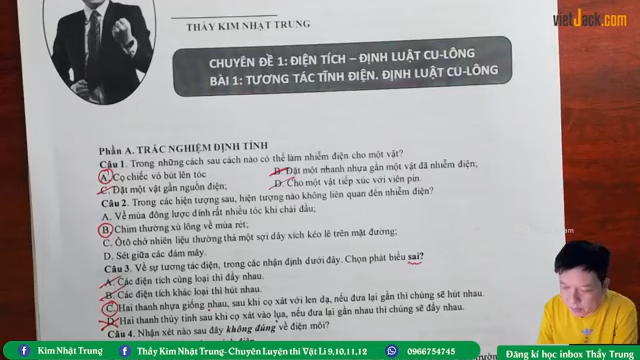 vietJack.com
THẦY KIM NHẬT TRUNG
CHUYÊN ĐỀ 1: ĐIỆN TÍCH – ĐỊNH LUẬT CU-LÔNG
BÀI 1: TƯƠNG TÁC TĨNH ĐIỆN. ĐỊNH LUẬT CU-LÔNG
Phần A. TRẮC NGHIỆM ĐỊNH TÍNH
Câu 1. Trong những cách sau cách nào có thể làm nhiễm điện cho một vật?
A. Cọ chiếc vỏ bút lên tóc B. Đặt một nhanh nhựa gần một vật đã nhiễm điện;
C. Đặt một vật gần nguồn điện; D. Cho một vật tiếp xúc với viên pin.
Câu 2. Trong các hiện tượng sau, hiện tượng nào không liên quan đến nhiễm điện?
A. Về mùa đông lược dính rất nhiều tóc khi chải đầu;
B. Chim thường xù lông về mùa rét;
C. Ôtô chở nhiên liệu thường thả một sợi dây xích kéo lê trên mặt đường;
D. Sét giữa các đám mây.
Câu 3. Về sự tương tác điện, trong các nhận định dưới đây. Chọn phát biểu sai?
A. Các điện tích cùng loại thì đẩy nhau.
B. Các điện tích khác loại thì hút nhau.
C. Hai thanh nhựa giống nhau, sau khi cọ xát với len dạ, nếu đưa lại gần thì chúng sẽ hút nhau.
D. Hai thanh thủy tinh sau khi cọ xát vào lụa, nếu đưa lại gần nhau thì chúng sẽ đẩy nhau.
Câu 4. Nhận xét nào sau đây không đúng về điện môi?
Kim Nhật Trung Thầy Kim Nhật Trung- Chuyên Luyện thi Vật Lí 9,10,11,12 0966754745 Đăng kí học inbox Thầy Trung